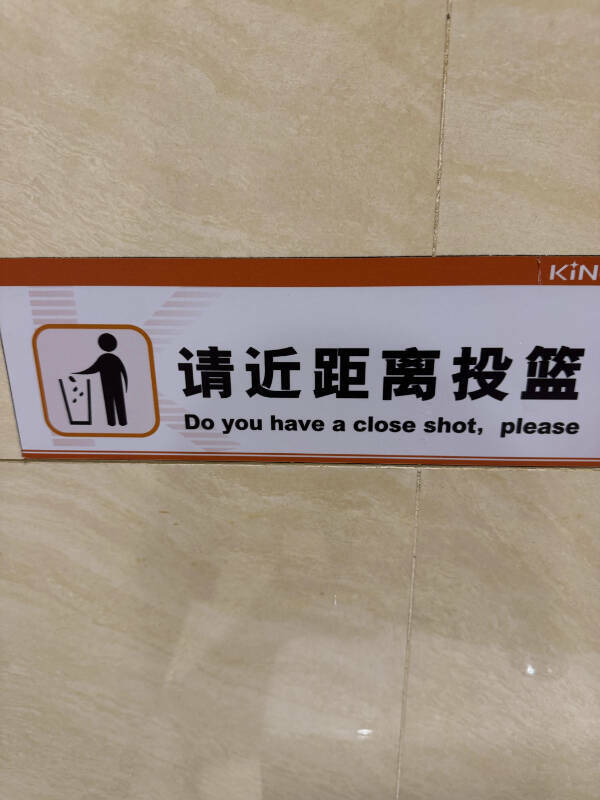 KiN
请近距离投篮
Do you have a close shot, please